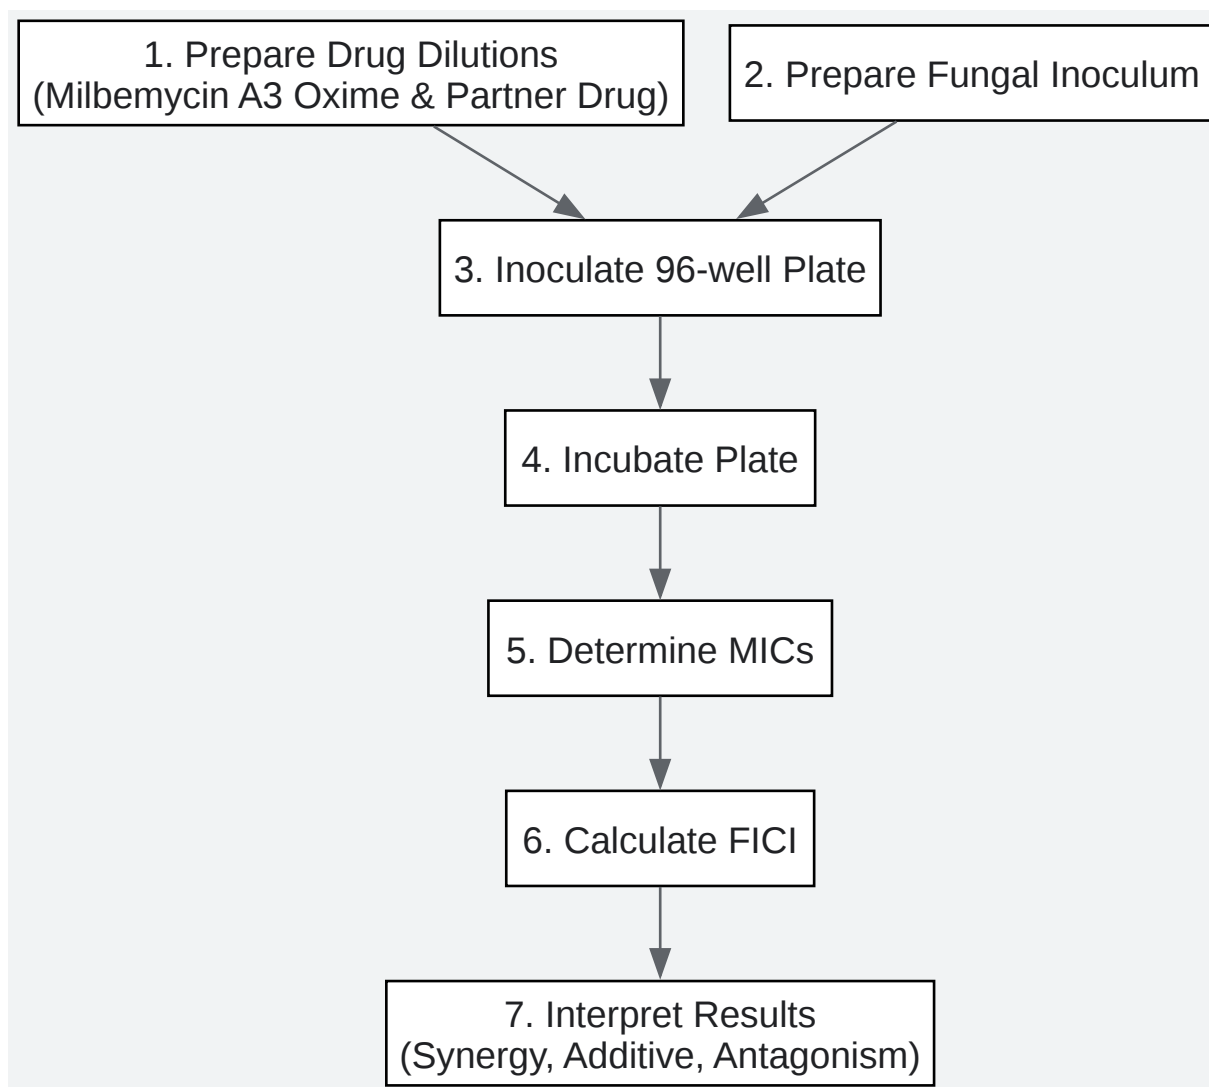 1. Prepare Drug Dilutions
(Milbemycin A3 Oxime & Partner Drug)
2. Prepare Fungal Inoculum
3. Inoculate 96-well Plate
4. Incubate Plate
5. Determine MICs
6. Calculate FICI
7. Interpret Results
(Synergy, Additive, Antagonism)